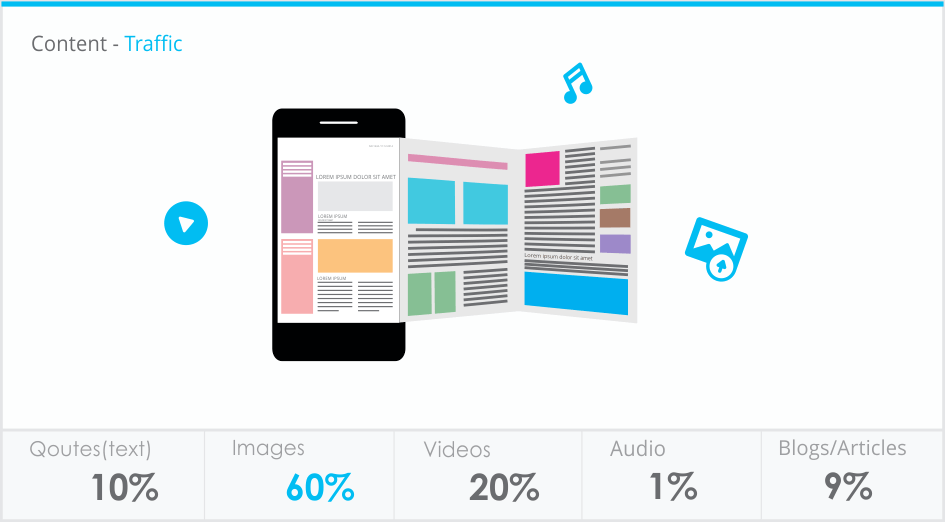 Content - Traffic
LOREM IPSUM DOLOR SIT AMET
LOREM IPSUM
LOREM IPSUM
Lorem ipsum dolor sit amet
Qoutes(text)
10%
Images
60%
Videos
20%
Audio
1%
Blogs/Articles
9%